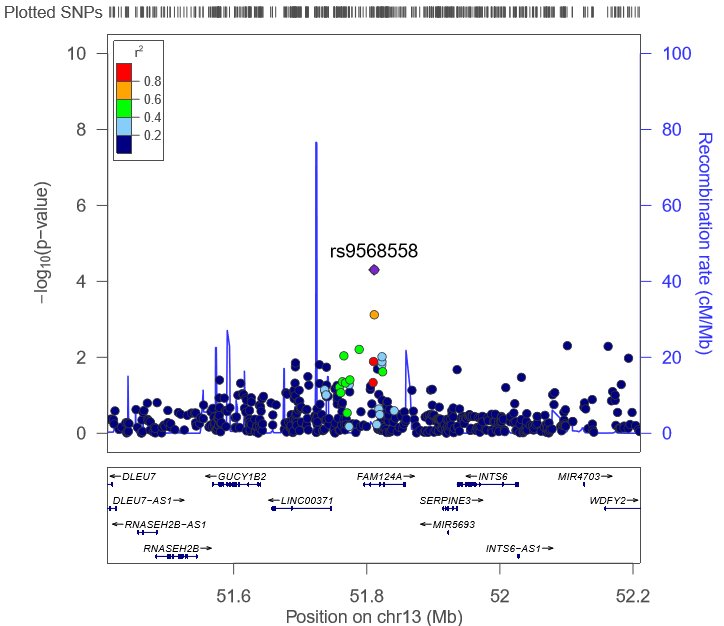 Plotted SNPs
10
100
r2
0.8
0.6
0.4
0.2
8
80
6
60
4
40
2
20
0
0
−log10(p−value)
Recombination rate (cM/Mb)
rs9568558
←DLEU7
←GUCY1B2
FAM124A→
←INTS6
MIR4703→
DLEU7−AS1→
←LINC00371
SERPINE3→
WDFY2→
←RNASEH2B−AS1
←MIR5693
RNASEH2B→
INTS6−AS1→
51.6
51.8
52
52.2
Position on chr13 (Mb)